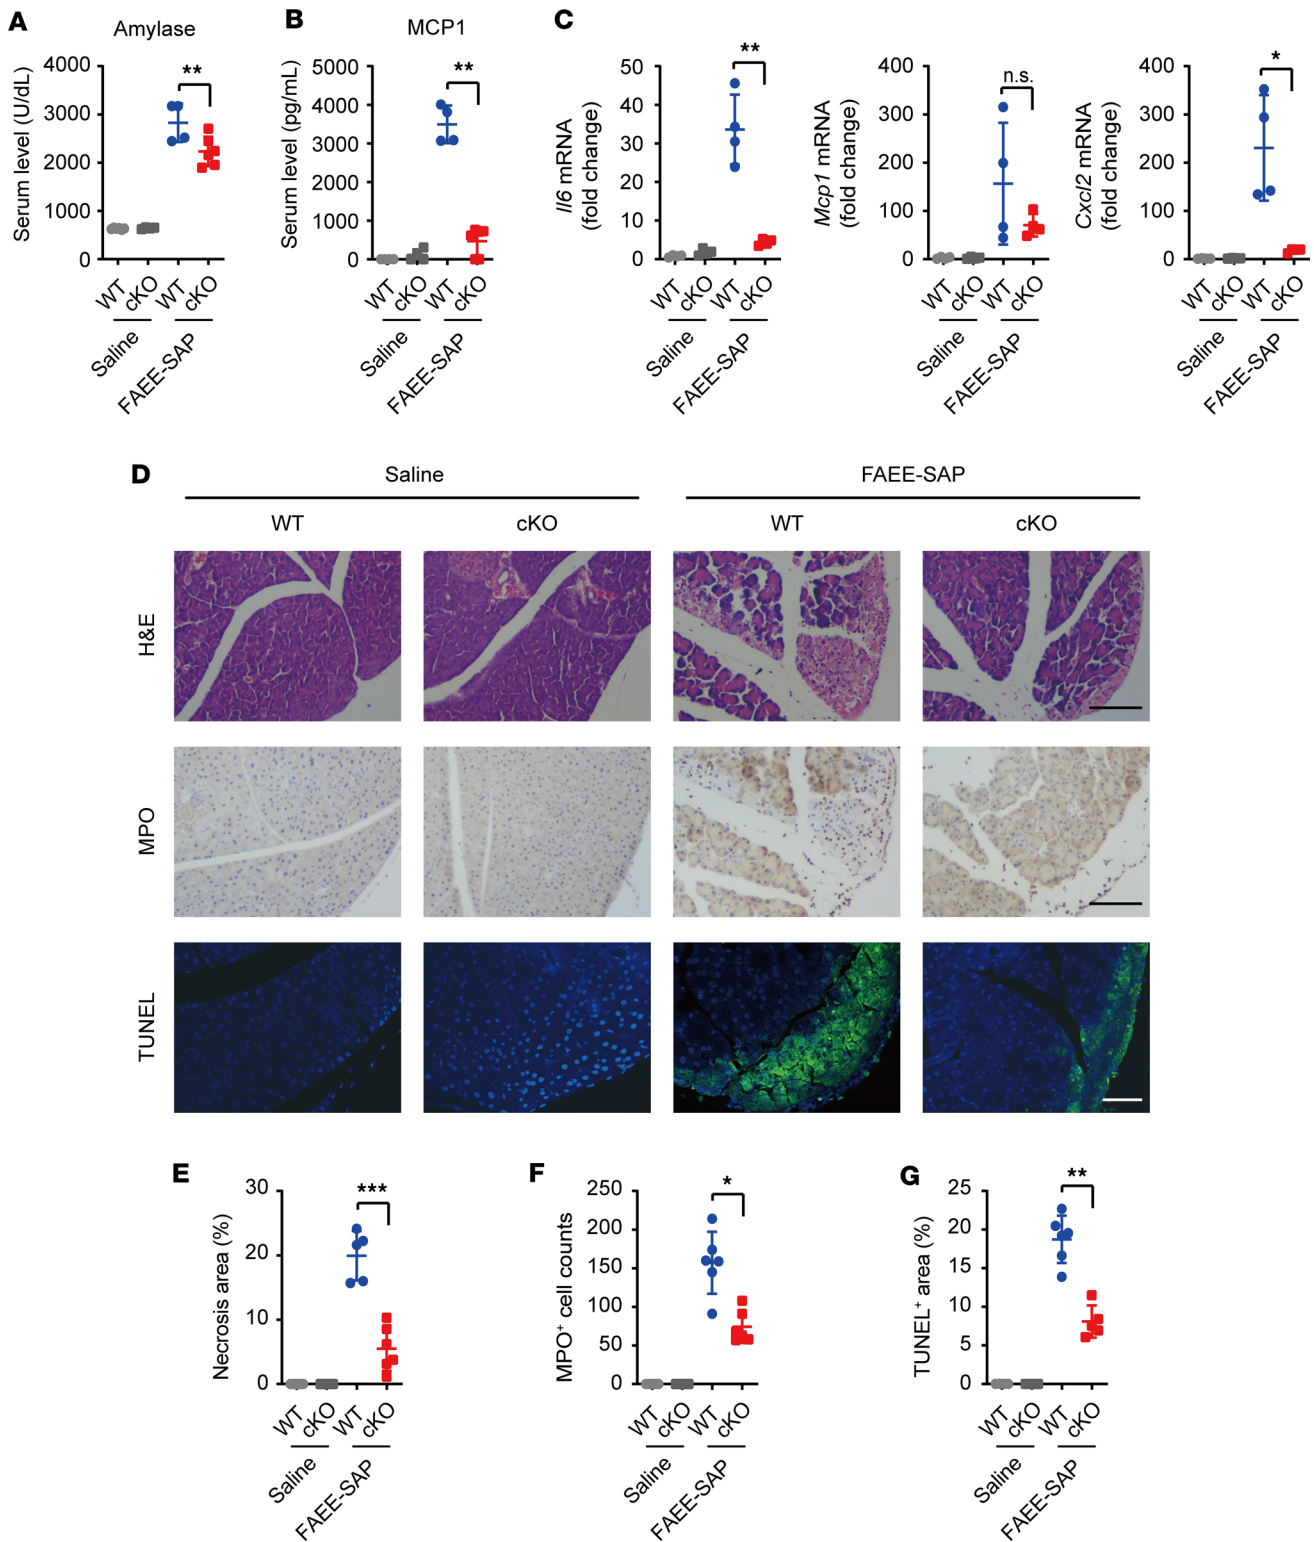 A
Amylase
Serum level (U/dL)
4000
3000
2000
1000
0
**
WT
cKO
WT
cKO
Saline
FAEE-SAP
B
MCP1
Serum level (pg/mL)
5000
4000
3000
2000
1000
0
**
WT
cKO
WT
cKO
Saline
FAEE-SAP
C
Il6 mRNA
(fold change)
50
40
30
20
10
0
**
WT
cKO
WT
cKO
Saline
FAEE-SAP
Mcp1 mRNA
(fold change)
400
300
200
100
0
n.s.
WT
cKO
WT
cKO
Saline
FAEE-SAP
Cxcl2 mRNA
(fold change)
400
300
200
100
0
*
WT
cKO
WT
cKO
Saline
FAEE-SAP
D
Saline
FAEE-SAP
WT
cKO
WT
cKO
H&E
MPO
TUNEL
E
Necrosis area (%)
30
20
10
0
***
WT
cKO
WT
cKO
Saline
FAEE-SAP
F
MPO⁺ cell counts
250
200
150
100
50
0
*
WT
cKO
WT
cKO
Saline
FAEE-SAP
G
TUNEL⁺ area (%)
25
20
15
10
5
0
**
WT
cKO
WT
cKO
Saline
FAEE-SAP